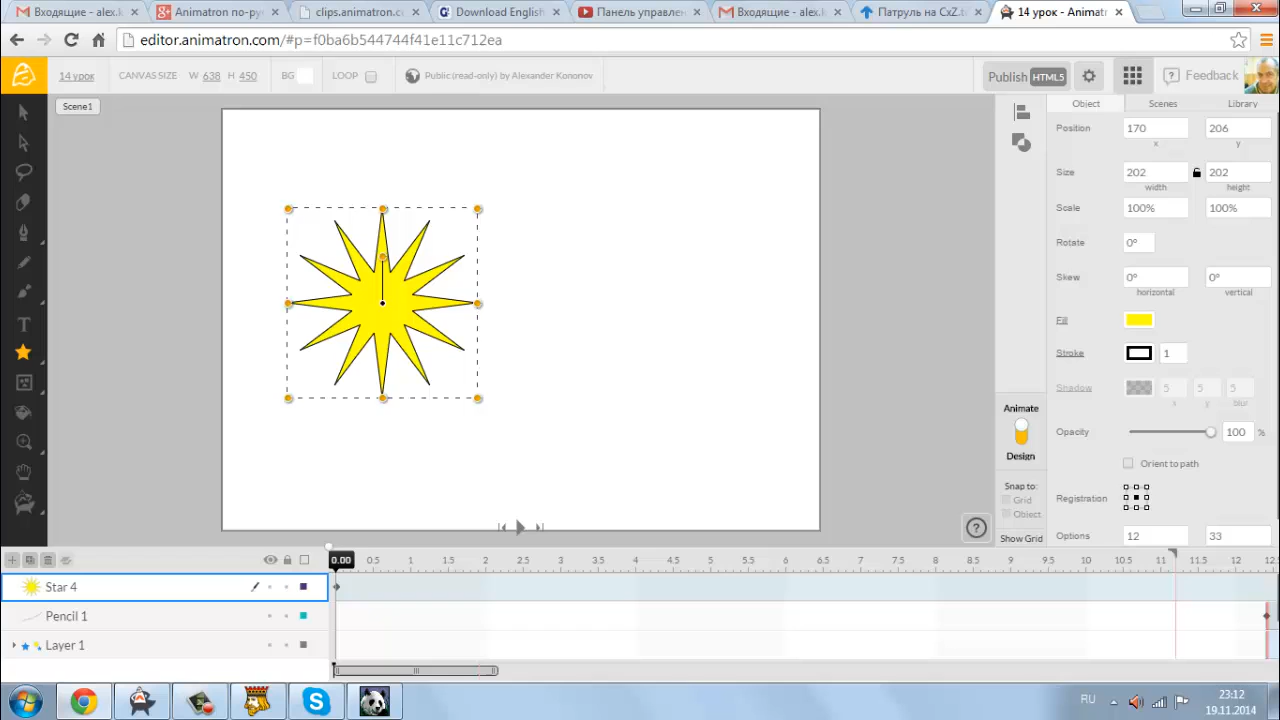 Входящие - alex.k
Animatron по-ру
clips.animatron.co
Download English
Панель управлен
Входящие - alex.k
Патруль на CxZ.tv
14 урок - Animat
editor.animatron.com/#p=f0ba6b544744f41e11c712ea
14 урок CANVAS SIZE W 638 H 450 BG LOOP Public(read-only) by Alexander Kononov Publish HTML5 Feedback
Scene1
Object Scenes Library
Position 170 206
x y
Size 202 202
width height
Scale 100% 100%
Rotate 0°
Skew 0° 0°
horizontal vertical
Fill
Stroke 1
Shadow 5 5 5
x y blur
Animate
Opacity 100 %
Design
Orient to path
Snap to:
Grid
Registration
Object
Options 12 33
Show Grid
?
0.00 0.5 1 1.5 2 2.5 3 3.5 4 4.5 5 5.5 6 6.5 7 7.5 8 8.5 9 9.5 10 10.5 11 11.5 12 12.5
Star 4
Pencil 1
Layer 1
RU
23:12
19.11.2014